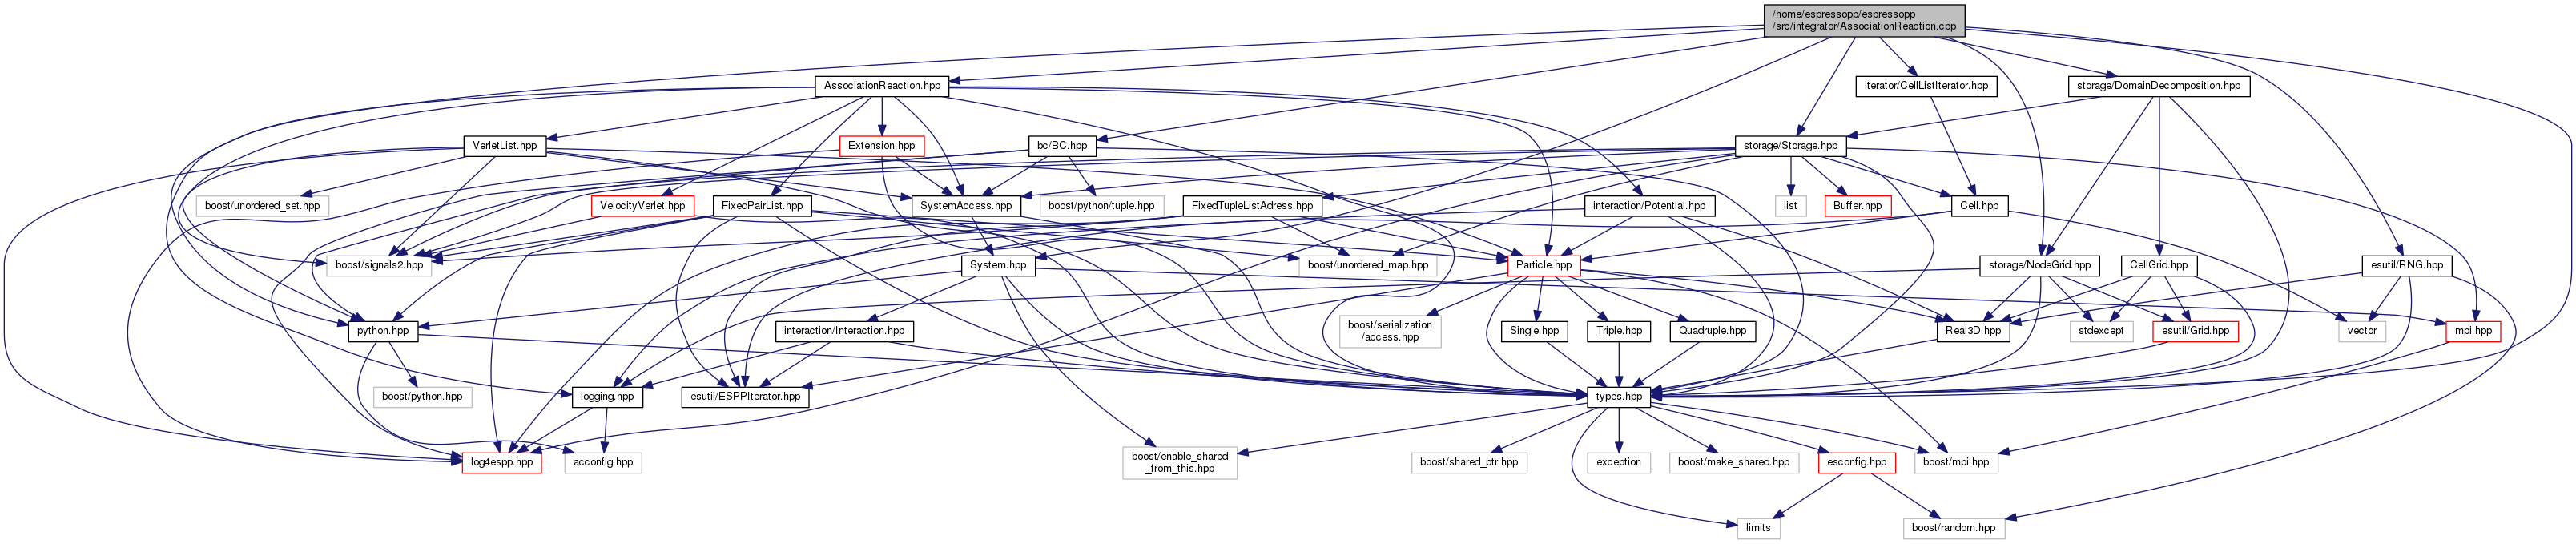 /home/espressopp/espressopp
/src/integrator/AssociationReaction.cpp
AssociationReaction.hpp
iterator/CellListIterator.hpp
storage/DomainDecomposition.hpp
VerletList.hpp
Extension.hpp
bc/BC.hpp
storage/Storage.hpp
boost/unordered_set.hpp
VelocityVerlet.hpp
FixedPairList.hpp
SystemAccess.hpp
boost/python/tuple.hpp
FixedTupleListAdress.hpp
interaction/Potential.hpp
list
Buffer.hpp
Cell.hpp
boost/signals2.hpp
System.hpp
boost/unordered_map.hpp
Particle.hpp
storage/NodeGrid.hpp
CellGrid.hpp
esutil/RNG.hpp
python.hpp
interaction/Interaction.hpp
boost/serialization
/access.hpp
Single.hpp
Triple.hpp
Quadruple.hpp
Real3D.hpp
stdexcept
esutil/Grid.hpp
vector
mpi.hpp
boost/python.hpp
logging.hpp
esutil/ESPPIterator.hpp
types.hpp
log4espp.hpp
acconfig.hpp
boost/enable_shared
_from_this.hpp
boost/shared_ptr.hpp
exception
boost/make_shared.hpp
esconfig.hpp
boost/mpi.hpp
limits
boost/random.hpp